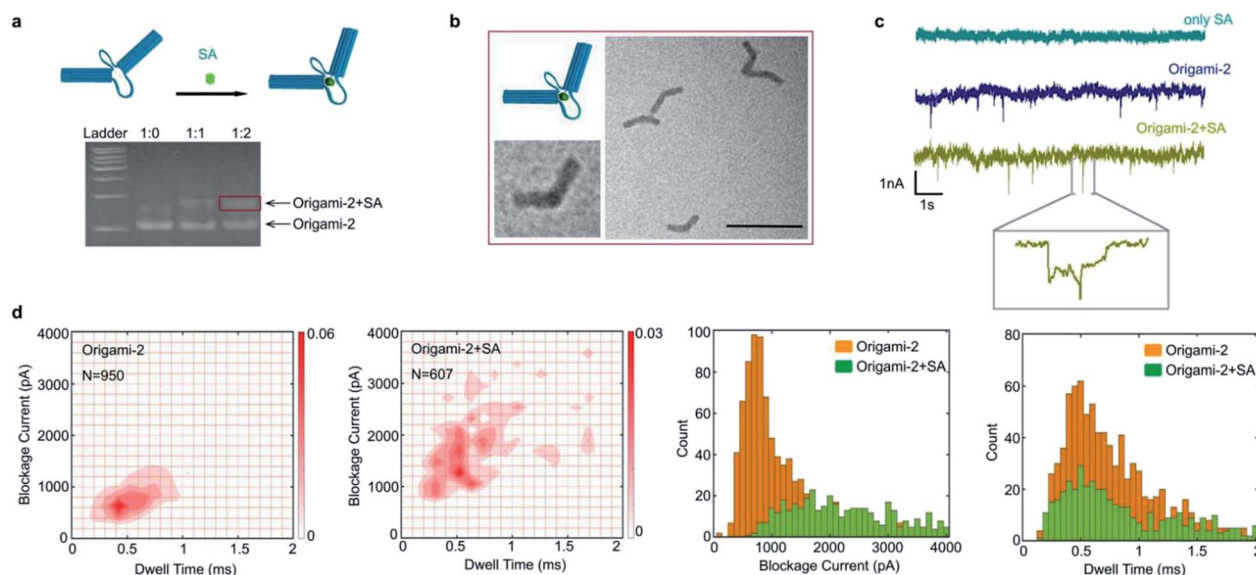 a
SA
Ladder 1:0 1:1 1:2
Origami-2+SA
Origami-2
b
c
only SA
Origami-2
Origami-2+SA
1nA
1s
d
4000
3000
2000
1000
0
Blockage Current (pA)
Origami-2
N=950
0 0.5 1 1.5 2
Dwell Time (ms)
0.06
0
4000
3000
2000
1000
0
Blockage Current (pA)
Origami-2+SA
N=607
0 0.5 1 1.5 2
Dwell Time (ms)
0.03
0
100
80
60
40
20
0
Count
Origami-2
Origami-2+SA
0 1000 2000 3000 4000
Blockage Current (pA)
80
60
40
20
0
Count
Origami-2
Origami-2+SA
0 0.5 1 1.5 2
Dwell Time (ms)